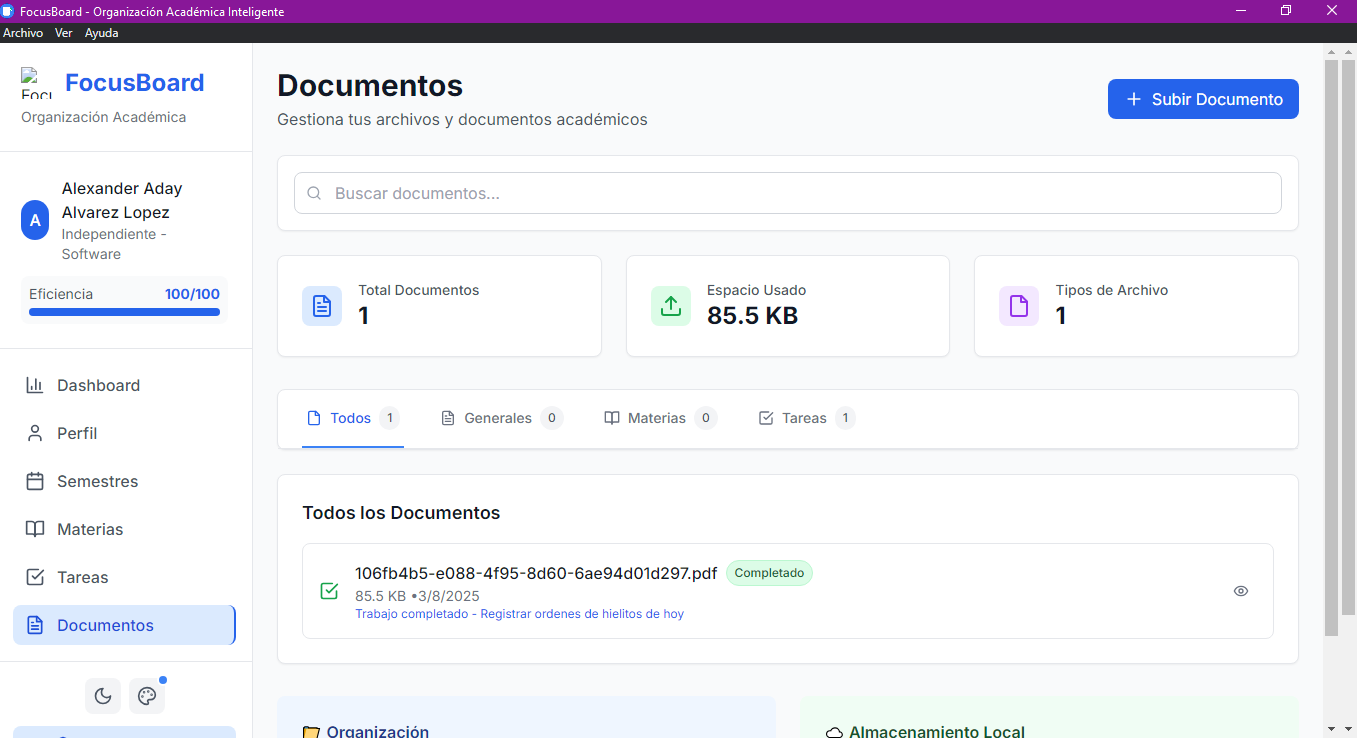 FocusBoard - Organización Académica Inteligente
Archivo Ver Ayuda
Focu
FocusBoard
Organización Académica
Alexander Aday
Alvarez Lopez
A
Independiente -
Software
Eficiencia 100/100
Dashboard
Perfil
Semestres
Materias
Tareas
Documentos
Documentos
Gestiona tus archivos y documentos académicos
Subir Documento
Buscar documentos...
Total Documentos
1
Espacio Usado
85.5 KB
Tipos de Archivo
1
Todos 1 Generales 0 Materias 0 Tareas 1
Todos los Documentos
106fb4b5-e088-4f95-8d60-6ae94d01d297.pdf Completado
85.5 KB •3/8/2025
Trabajo completado - Registrar ordenes de hielitos de hoy
Organización
Almacenamiento Local